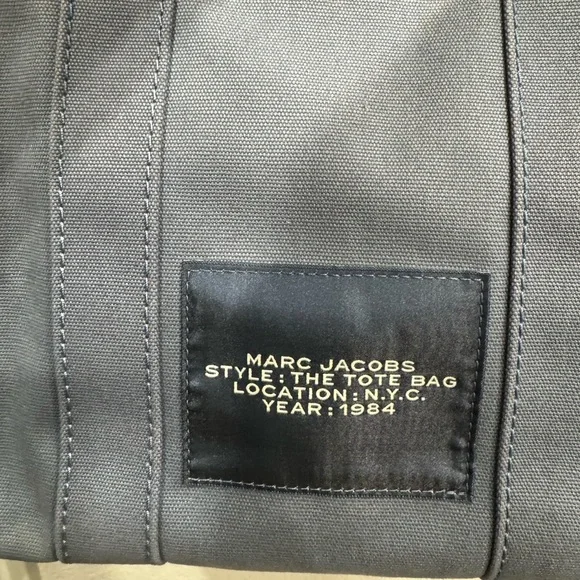 MARC JACOBS
STYLE: THE TOTE BAG
LOCATION: N.Y.C.
YEAR: 1984